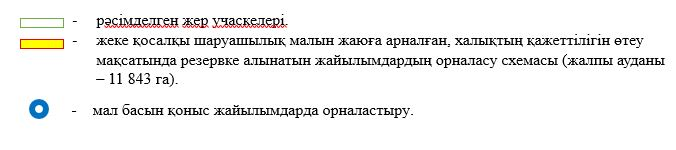 - рәсімделген жер учаскелері.
- жеке қосалқы шаруашылық малын жаюға арналған, халықтың қажеттілігін өтеу
мақсатында резервке алынатын жайылымдардың орналасу схемасы (жалпы ауданы
– 11 843 га).
- мал басын қоныс жайылымдарда орналастыру.